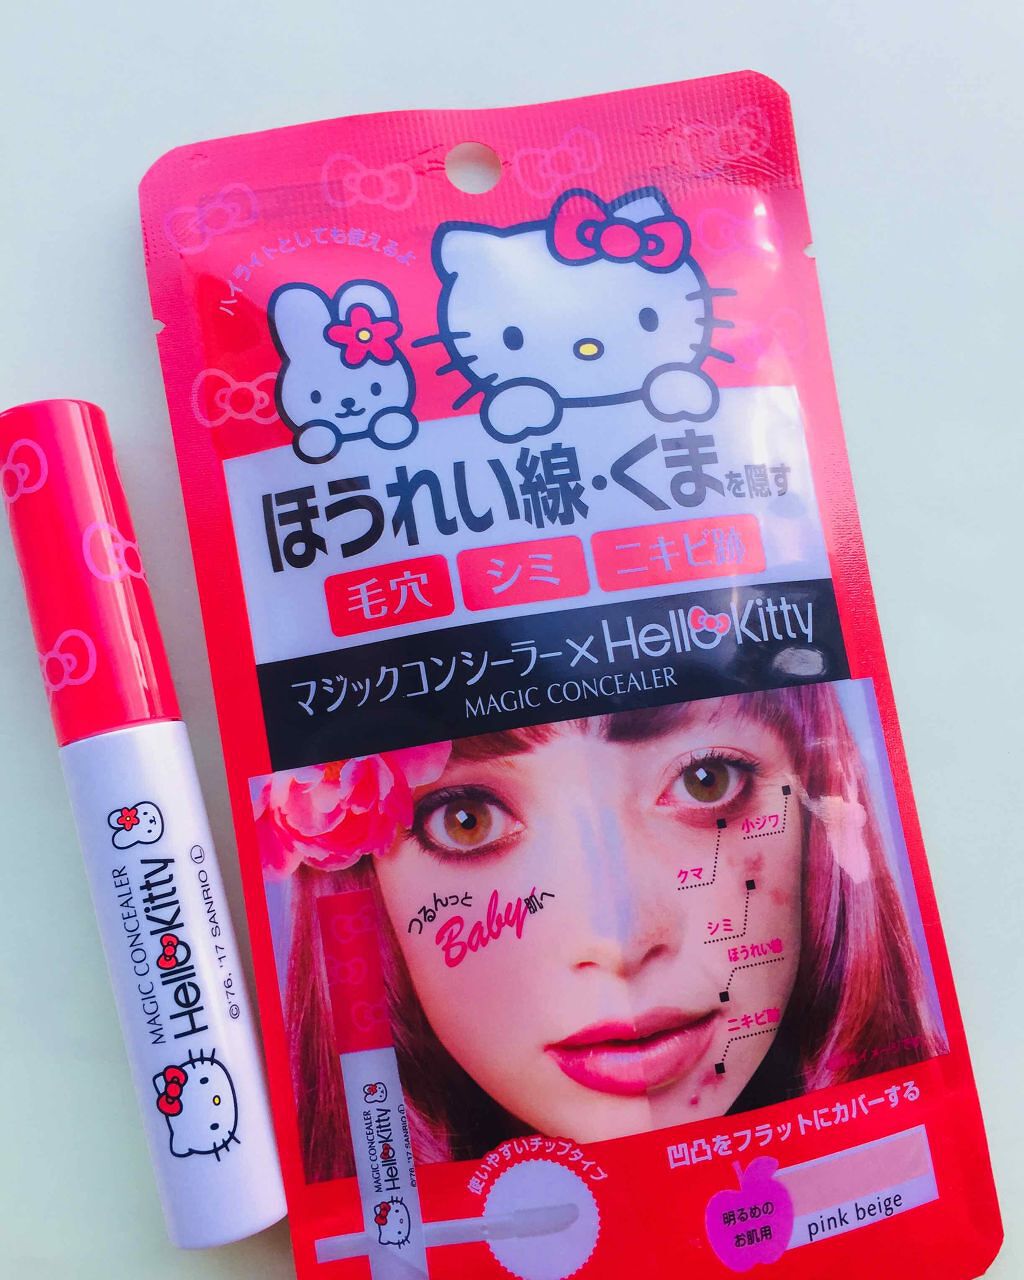 ハイライトとしても使えるよ
ほうれい線・くまを隠す
毛穴 シミ ニキビ跡
マジックコンシーラー×Hello Kitty
MAGIC CONCEALER
小ジワ
クマ
シミ
ほうれい線
ニキビ跡
つるんっと
Baby肌へ
凹凸をフラットにカバーする
使いやすいチップタイプ
明るめの
お肌用
pink beige
MAGIC CONCEALER
Hello Kitty
©'76, '17 SANRIO Ⓛ
MAGIC CONCEALER
Hello Kitty
©'76, '17 SANRIO Ⓛ